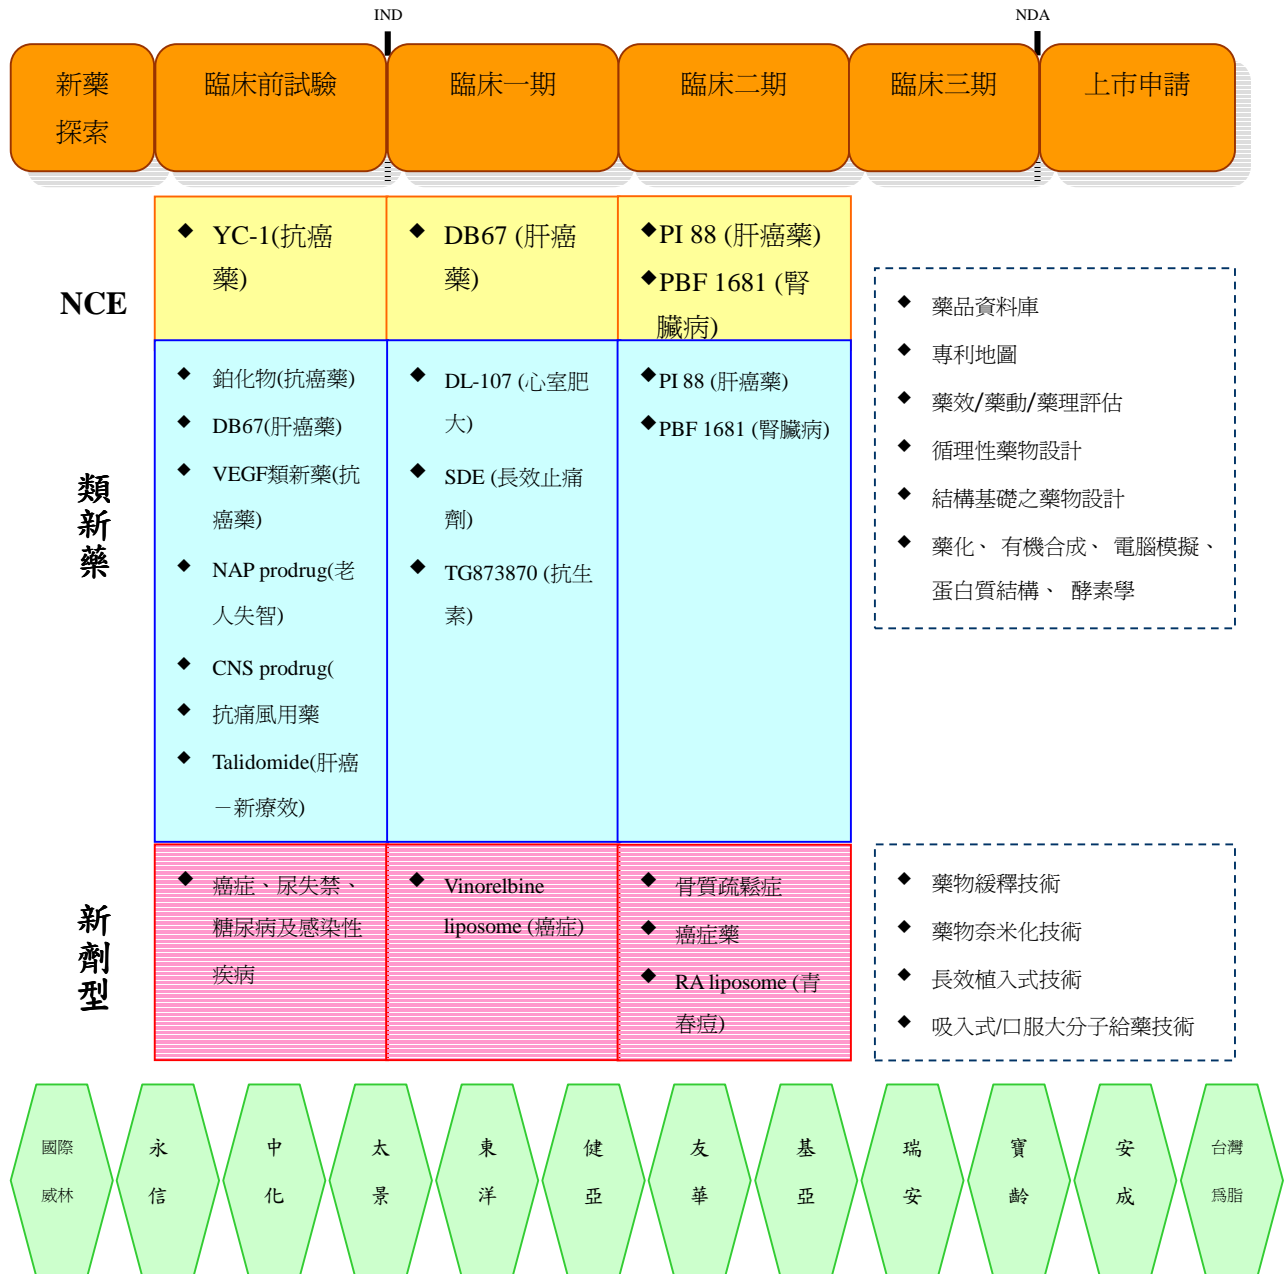 IND
NDA
新藥
探索
臨床前試驗
臨床一期
臨床二期
臨床三期
上市申請
NCE
◆ YC-1(抗癌
藥)
◆ DB67 (肝癌
藥)
◆PI 88 (肝癌藥)
◆PBF 1681 (腎
臟病)
◆ 藥品資料庫
◆ 專利地圖
◆ 藥效/藥動/藥理評估
◆ 循理性藥物設計
◆ 結構基礎之藥物設計
◆ 藥化、 有機合成、 電腦模擬、
蛋白質結構、 酵素學
類新藥
◆ 鉑化物(抗癌藥)
◆ DB67(肝癌藥)
◆ VEGF類新藥(抗
癌藥)
◆ NAP prodrug(老
人失智)
◆ CNS prodrug(
◆ 抗痛風用藥
◆ Talidomide(肝癌
－新療效)
◆ DL-107 (心室肥
大)
◆ SDE (長效止痛
劑)
◆ TG873870 (抗生
素)
◆PI 88 (肝癌藥)
◆PBF 1681 (腎臟病)
新劑型
◆ 癌症、尿失禁、
糖尿病及感染性
疾病
◆ Vinorelbine
liposome (癌症)
◆ 骨質疏鬆症
◆ 癌症藥
◆ RA liposome (青
春痘)
◆ 藥物緩釋技術
◆ 藥物奈米化技術
◆ 長效植入式技術
◆ 吸入式/口服大分子給藥技術
國際
威林
永
信
中
化
太
景
東
洋
健
亞
友
華
基
亞
瑞
安
寶
齡
安
成
台灣
爲脂